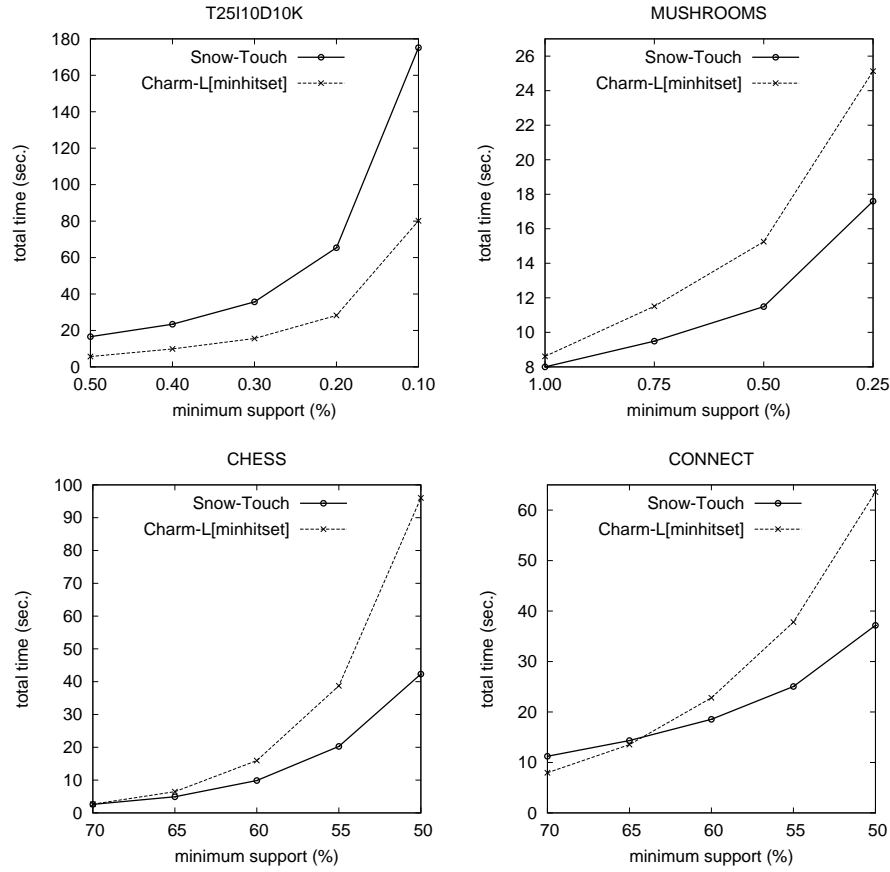 T25I10D10K
180
160
140
120
100
80
60
40
20
0
0.50 0.40 0.30 0.20 0.10
total time (sec.)
minimum support (%)
Snow-Touch
Charm-L[minhitset]
MUSHROOMS
26
24
22
20
18
16
14
12
10
8
1.00 0.75 0.50 0.25
total time (sec.)
minimum support (%)
Snow-Touch
Charm-L[minhitset]
CHESS
100
90
80
70
60
50
40
30
20
10
0
70 65 60 55 50
total time (sec.)
minimum support (%)
Snow-Touch
Charm-L[minhitset]
CONNECT
60
50
40
30
20
10
0
70 65 60 55 50
total time (sec.)
minimum support (%)
Snow-Touch
Charm-L[minhitset]